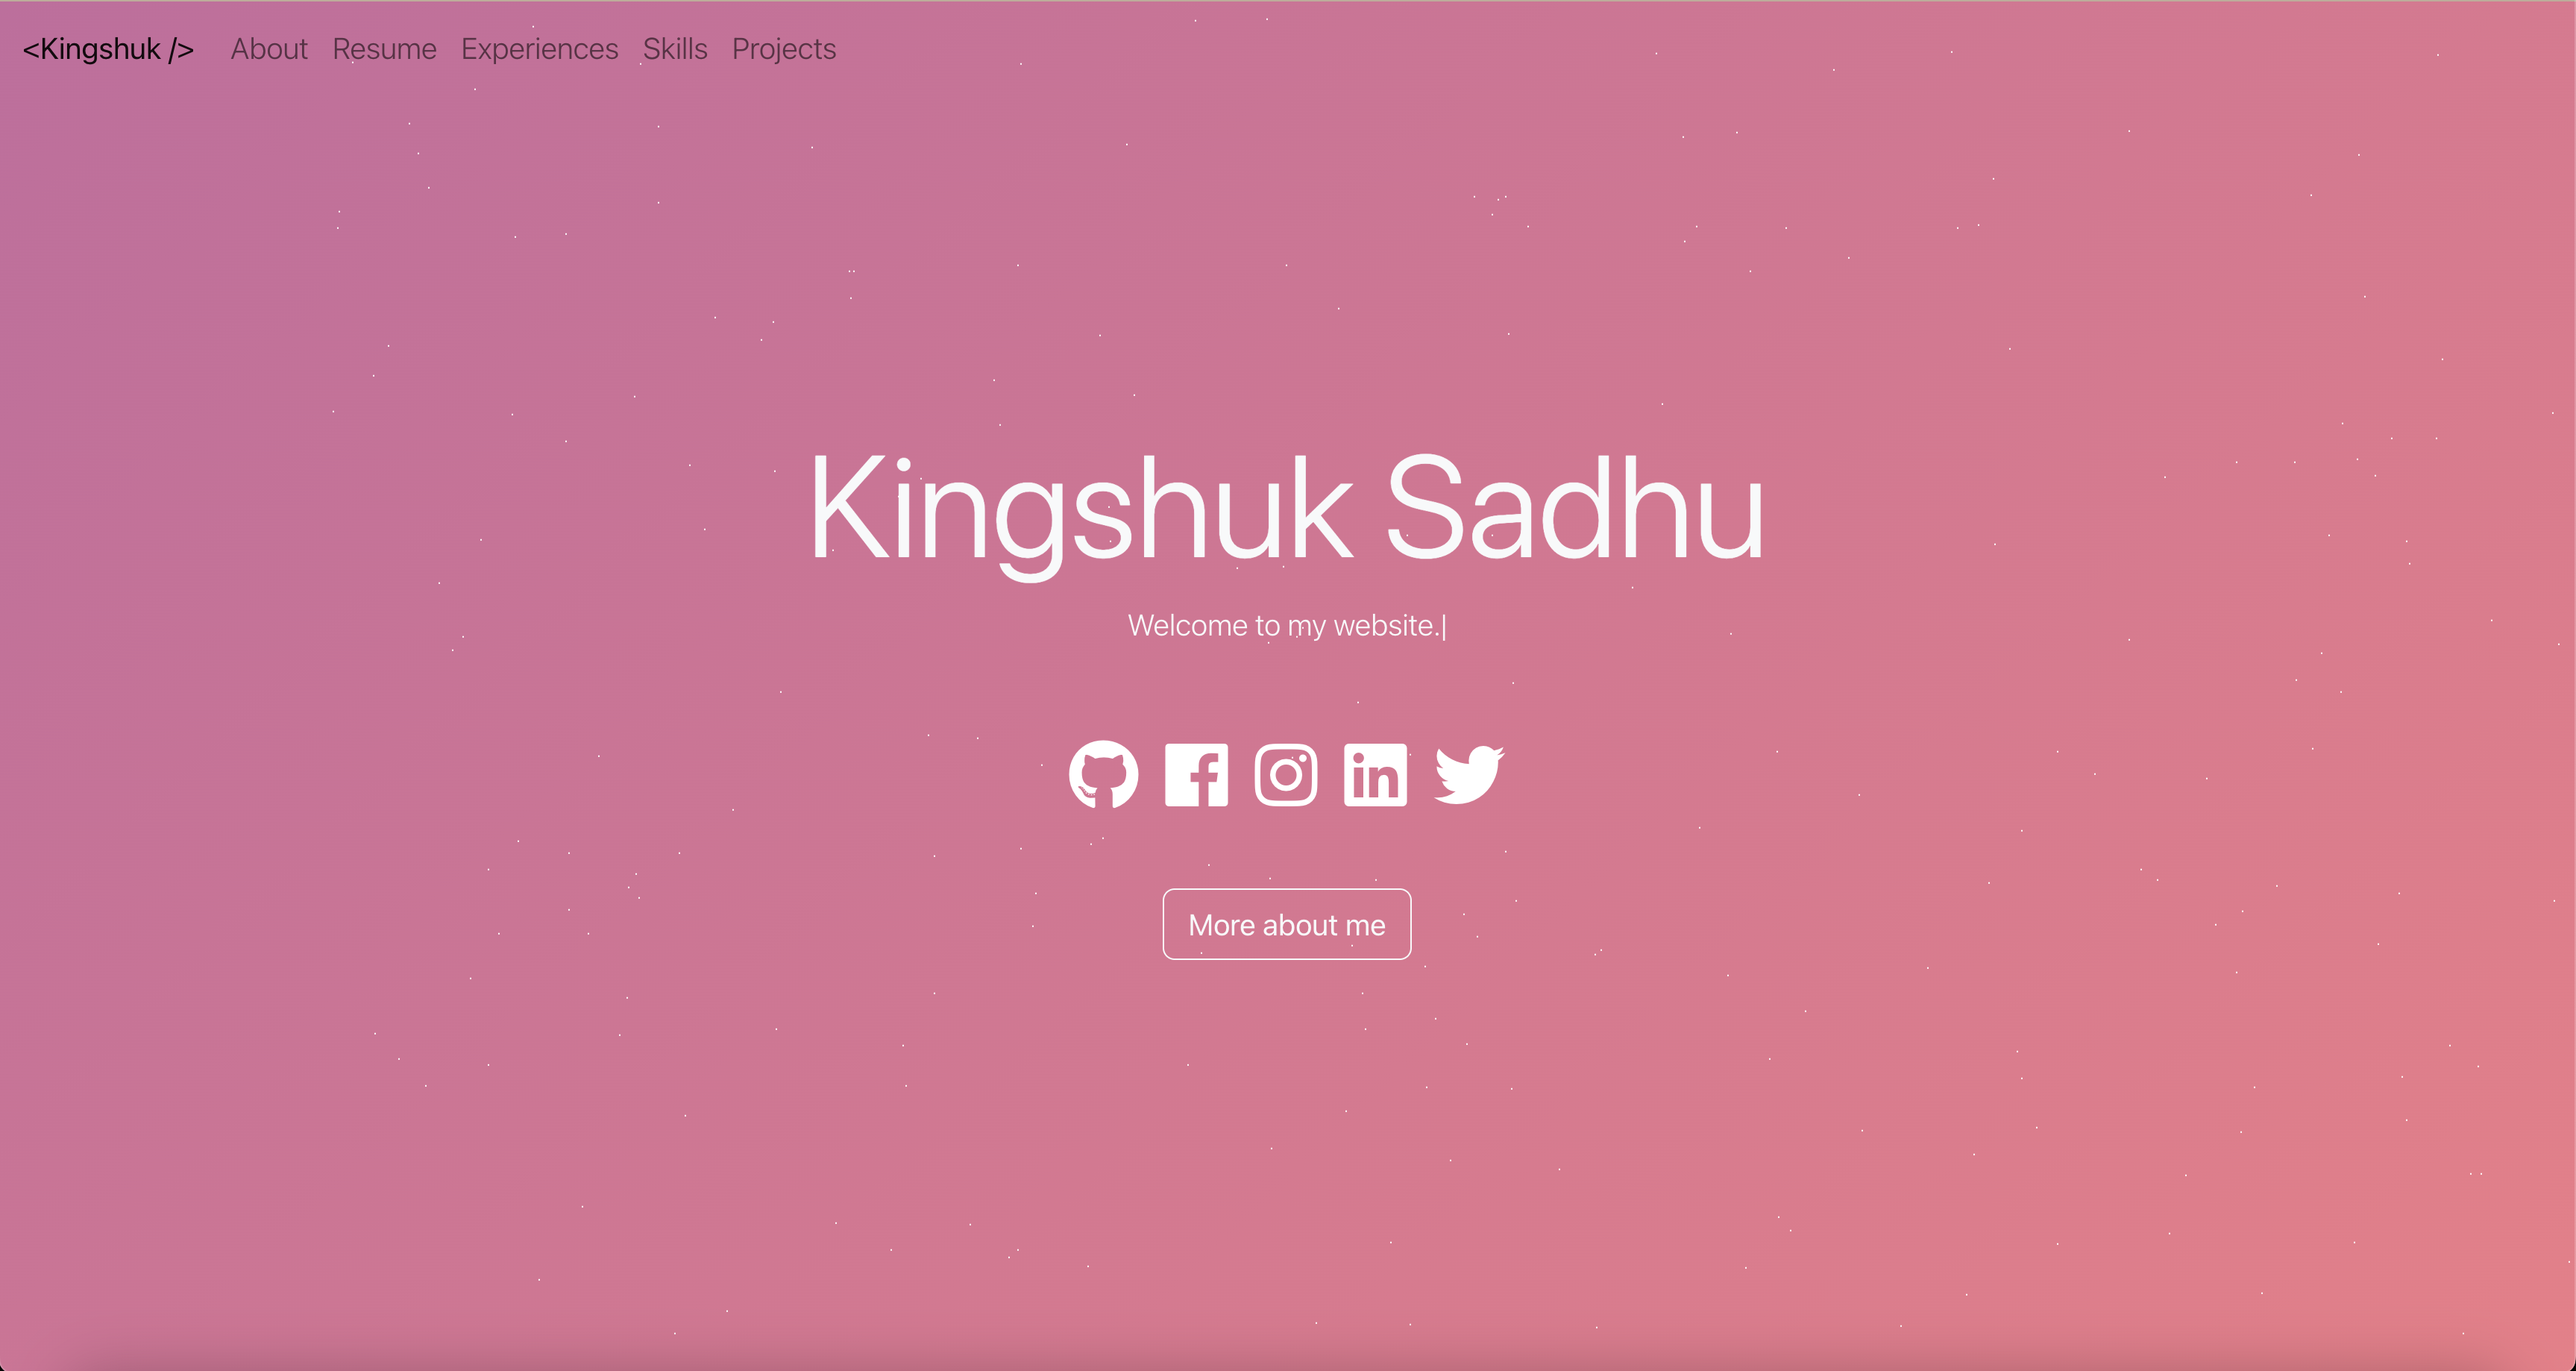 <Kingshuk /> About Resume Experiences Skills Projects
Kingshuk Sadhu
Welcome to my website.|
More about me